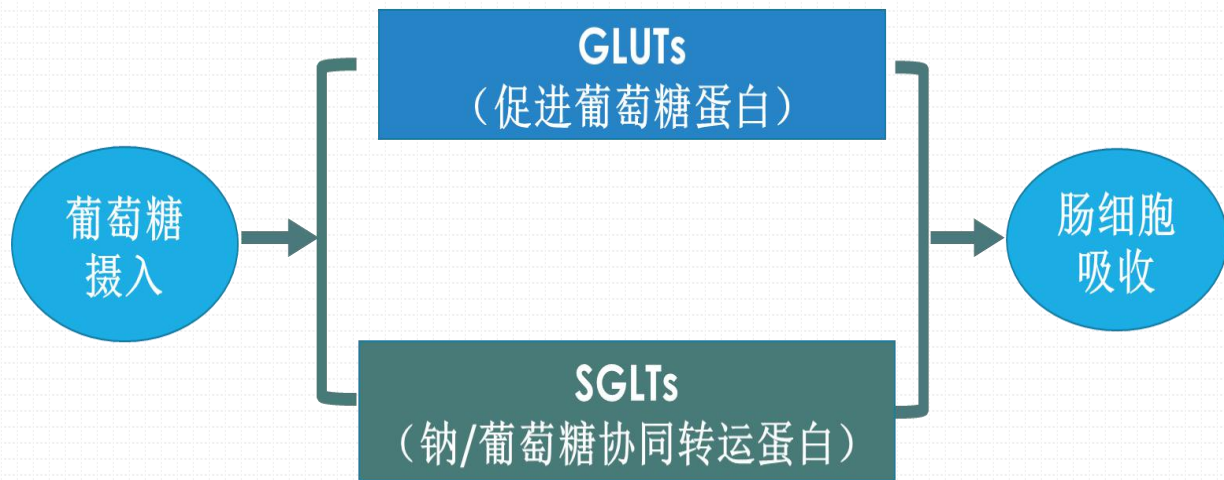 GLUTs
（促进葡萄糖蛋白）
葡萄糖
摄入
肠细胞
吸收
SGLTs
（钠/葡萄糖协同转运蛋白）